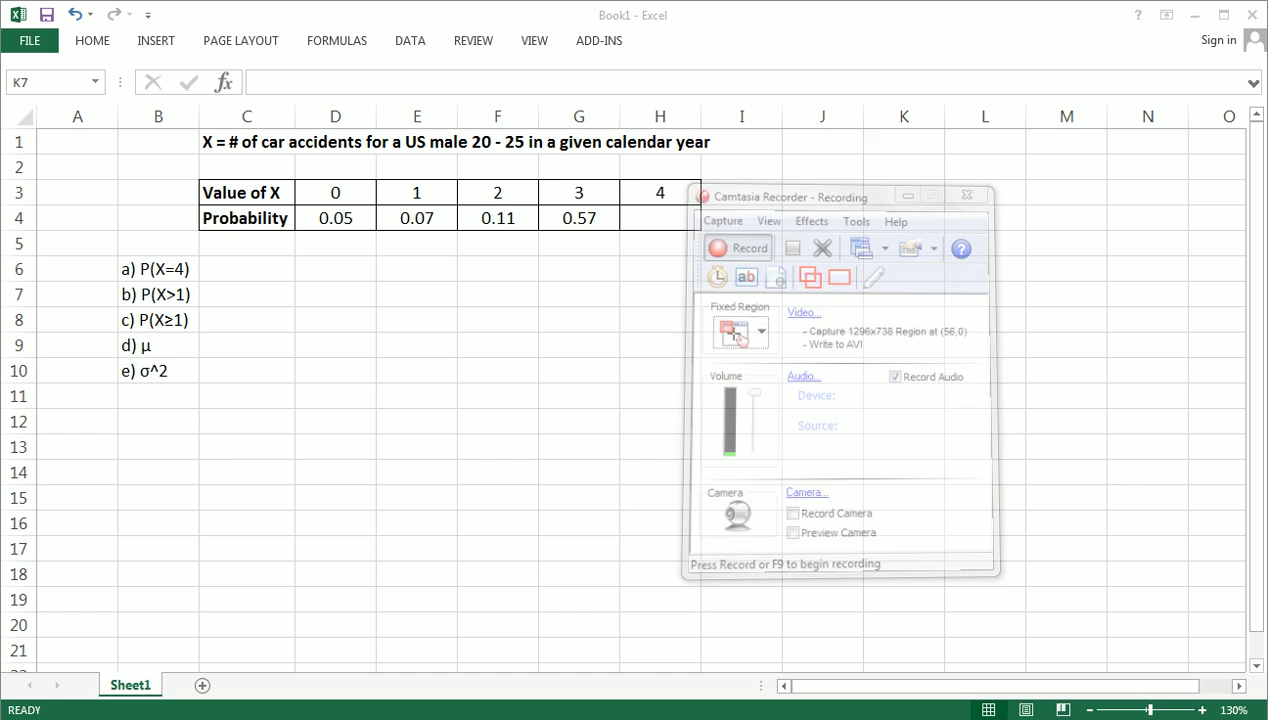 Book1 - Excel
?
FILE HOME INSERT PAGE LAYOUT FORMULAS DATA REVIEW VIEW ADD-INS Sign in
K7 fx
A B C D E F G H I J K L M N O
1 X = # of car accidents for a US male 20 - 25 in a given calendar year
2
3 Value of X 0 1 2 3 4
4 Probability 0.05 0.07 0.11 0.57
5
6 a) P(X=4)
7 b) P(X>1)
8 c) P(X≥1)
9 d) μ
10 e) σ^2
11
12
13
14
15
16
17
18
19
20
21
Camtasia Recorder - Recording
Capture View Effects Tools Help
Record ?
ab
Fixed Region Video...
- Capture 1296x738 Region at (56,0)
- Write to AVI
Volume Audio... Record Audio
Device:
Source:
Camera Camera...
Record Camera
Preview Camera
Press Record or F9 to begin recording
Sheet1
READY 130%